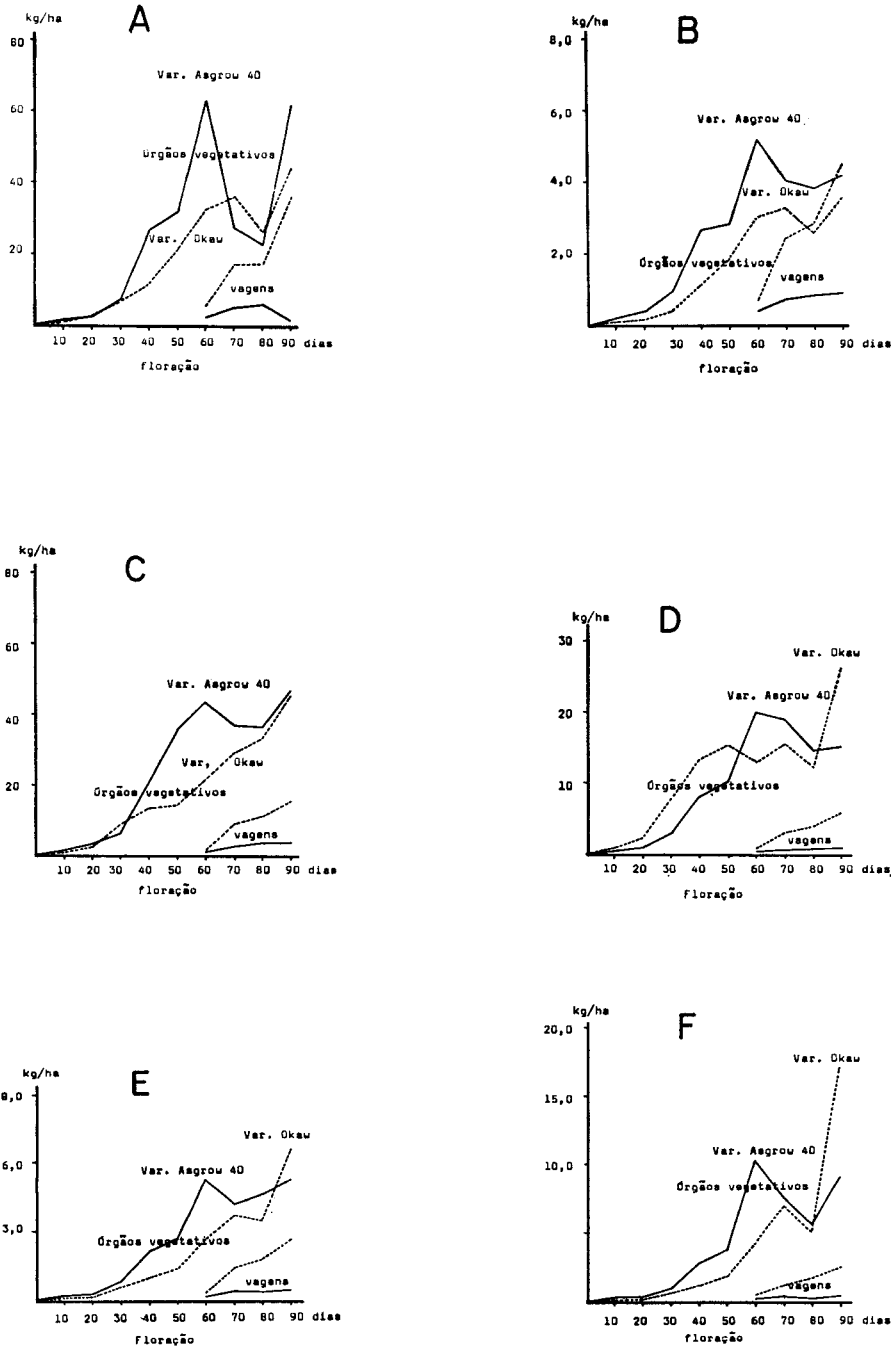 A
kg/ha
80
60
40
20
Var. Asgrow 40
Órgãos vegetativos
Var. Okaw
vagens
10 20 30 40 50 60 70 80 90 dias
floração
B
kg/ha
8,0
6,0
4,0
2,0
Var. Asgrow 40
Var. Okaw
Órgãos vegetativos
vagens
10 20 30 40 50 60 70 80 90 dias
floração
C
kg/ha
80
60
40
20
Var. Asgrow 40
Var, Okaw
Órgãos vegetativos
vagens
10 20 30 40 50 60 70 80 90 dias
floração
D
kg/ha
30
20
10
Var. Okaw
Var. Asgrow 40
Órgãos vegetativos
vagens
10 20 30 40 50 60 70 80 90 dias
floração
E
kg/ha
8,0
6,0
3,0
Var. Okaw
Var. Asgrow 40
Órgãos vegetativos
vagens
10 20 30 40 50 60 70 80 90 dias
Floração
F
kg/ha
20,0
15,0
10,0
Var. Okaw
Var. Asgrow 40
Órgãos vegetativos
vagens
10 20 30 40 50 60 70 80 90 dias
floração